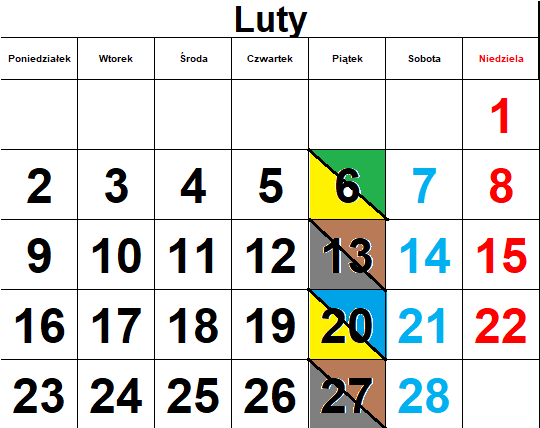 Luty
Poniedziałek Wtorek Środa Czwartek Piątek Sobota Niedziela
1
2 3 4 5 6 7 8
9 10 11 12 13 14 15
16 17 18 19 20 21 22
23 24 25 26 27 28